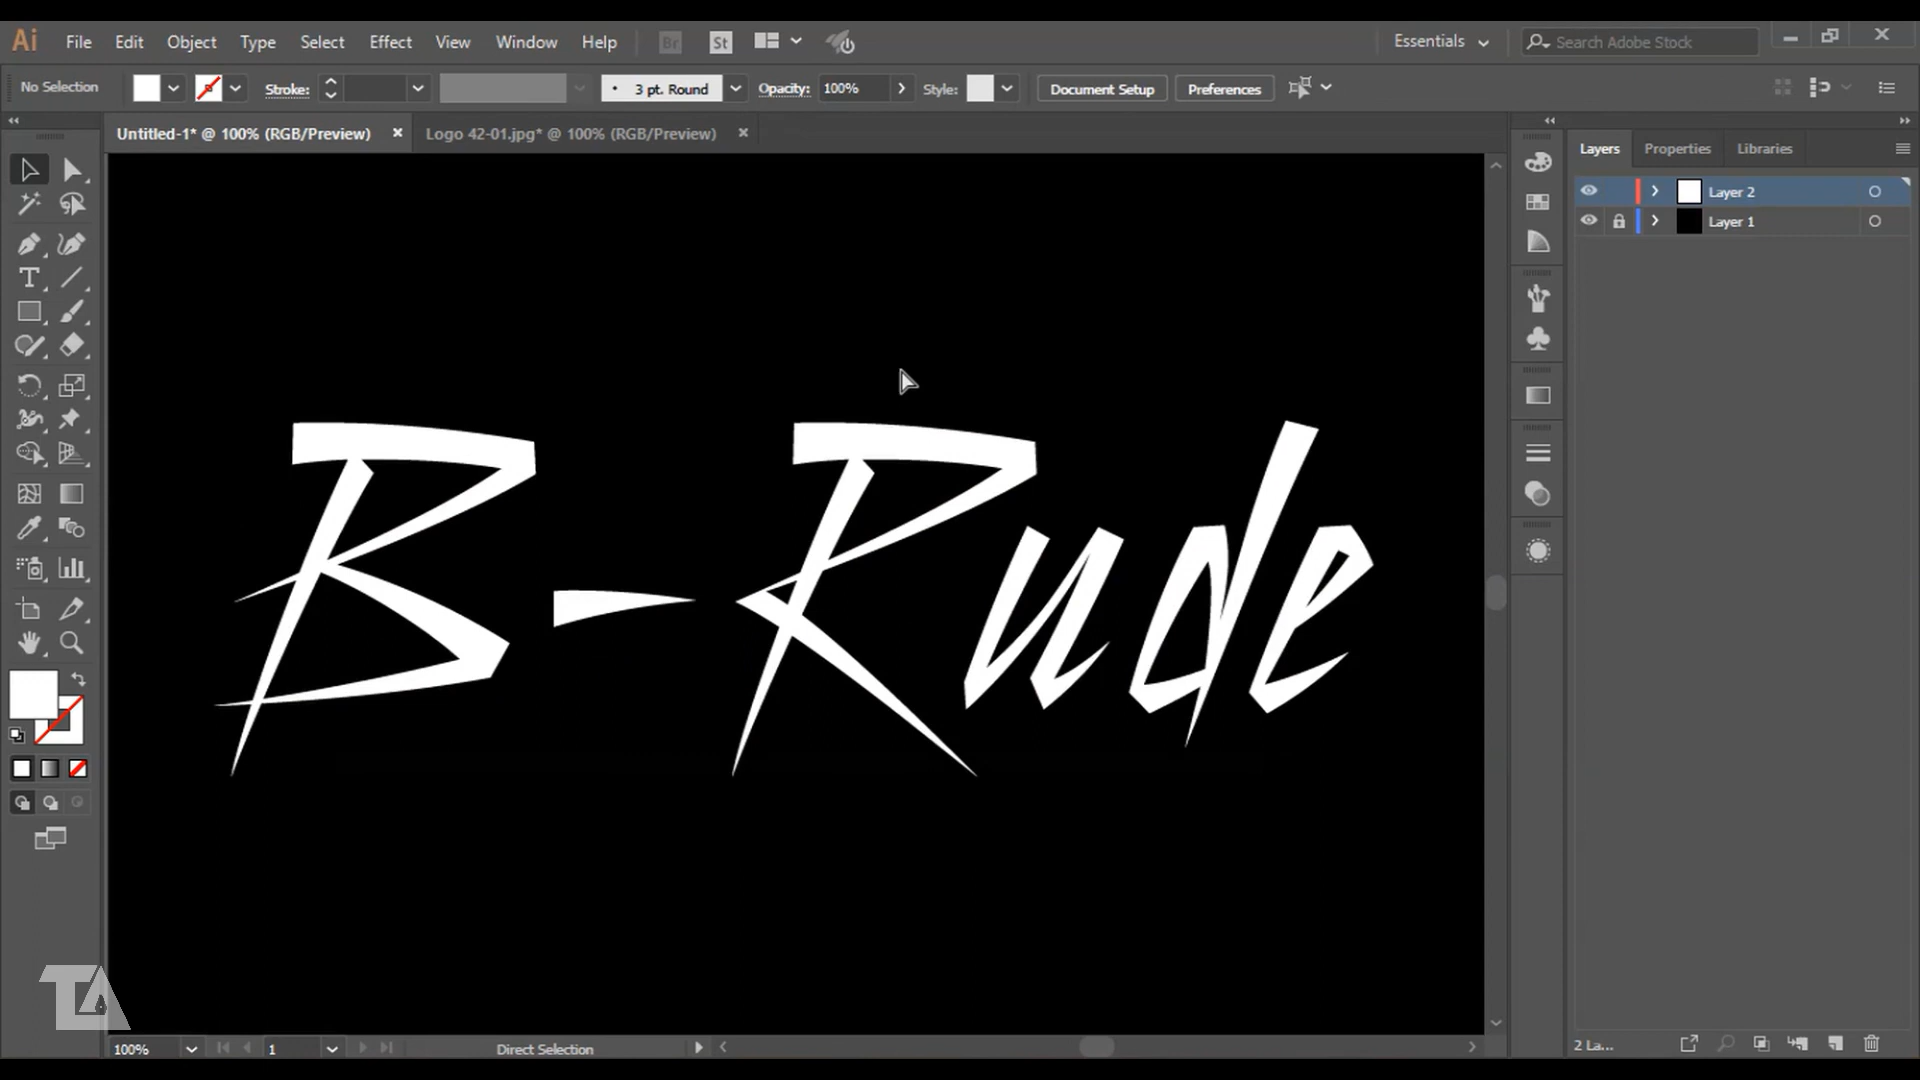 Ai File Edit Object Type Select Effect View Window Help Br St Essentials Search Adobe Stock
No Selection Stroke: 3 pt. Round Opacity: 100% Style: Document Setup Preferences
Untitled-1* @ 100% (RGB/Preview) Logo 42-01.jpg* @ 100% (RGB/Preview)
Layers Properties Libraries
Layer 2
Layer 1
B-Rude
TA
100% 1 Direct Selection 2 La...